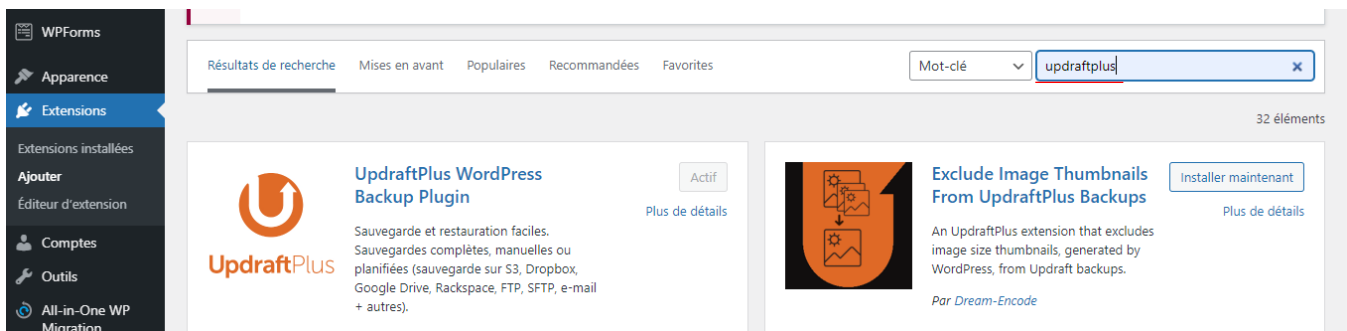 WPForms
Apparence
Extensions
Extensions installées
Ajouter
Éditeur d'extension
Comptes
Outils
All-in-One WP
Migration
Résultats de recherche Mises en avant Populaires Recommandées Favorites Mot-clé updraftplus
32 éléments
UpdraftPlus
UpdraftPlus WordPress
Backup Plugin
Actif
Plus de détails
Sauvegarde et restauration faciles.
Sauvegardes complètes, manuelles ou
planifiées (sauvegarde sur S3, Dropbox,
Google Drive, Rackspace, FTP, SFTP, e-mail
+ autres).
Exclude Image Thumbnails
From UpdraftPlus Backups
Installer maintenant
Plus de détails
An UpdraftPlus extension that excludes
image size thumbnails, generated by
WordPress, from Updraft backups.
Par Dream-Encode